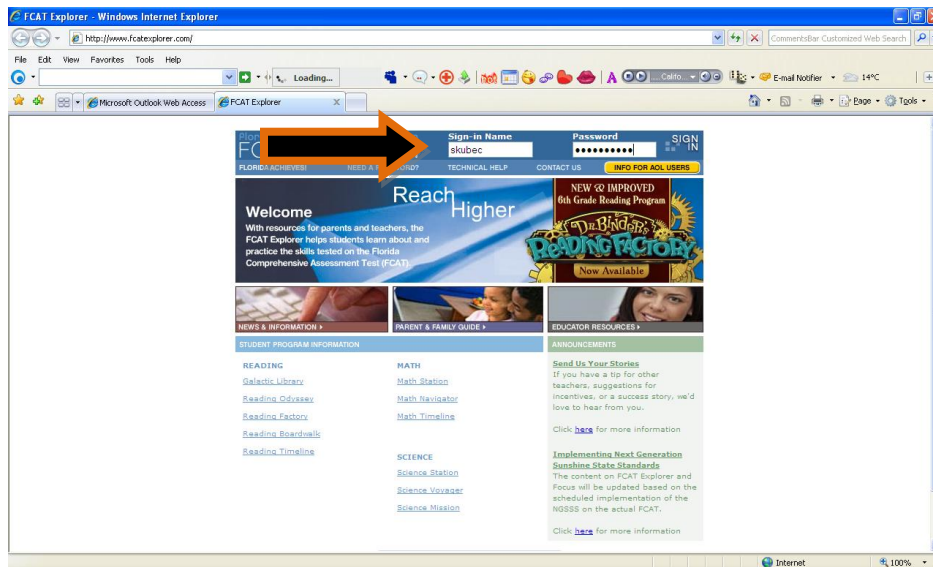 FCAT Explorer - Windows Internet Explorer
http://www.fcatexplorer.com/
CommentsBar Customized Web Search
File Edit View Favorites Tools Help
Loading...
A
E-mail Notifier
14°C
Microsoft Outlook Web Access
FCAT Explorer
X
Page
Tools
Sign-in Name
Password
SIGN IN
FC
skubec
FLORIDA ACHIEVES!
TECHNICAL HELP
CONTACT US
INFO FOR AOL USERS
Welcome
With resources for parents and teachers, the
FCAT Explorer helps students learn about and
practice the skills tested on the Florida
Comprehensive Assessment Test (FCAT).
Reach
Higher
NEW & IMPROVED
6th Grade Reading Program
DR. BINDER'S
READING FACTORY
Now Available
NEWS & INFORMATION
PARENT & FAMILY GUIDE
EDUCATOR RESOURCES
STUDENT PROGRAM INFORMATION
READING
Galactic Library
Reading Odyssey
Reading Factory
Reading Boardwalk
Reading Timeline
MATH
Math Station
Math Navigator
Math Timeline
SCIENCE
Science Station
Science Voyager
Science Mission
ANNOUNCEMENTS
Send Us Your Stories
If you have a tip for other
teachers, suggestions for
incentives, or a success story, we'd
love to hear from you.
Click here for more information
Implementing Next Generation
Sunshine State Standards
The content on FCAT Explorer and
Focus will be updated based on the
scheduled implementation of the
NGSSS on the actual FCAT.
Click here for more information
Internet
100%